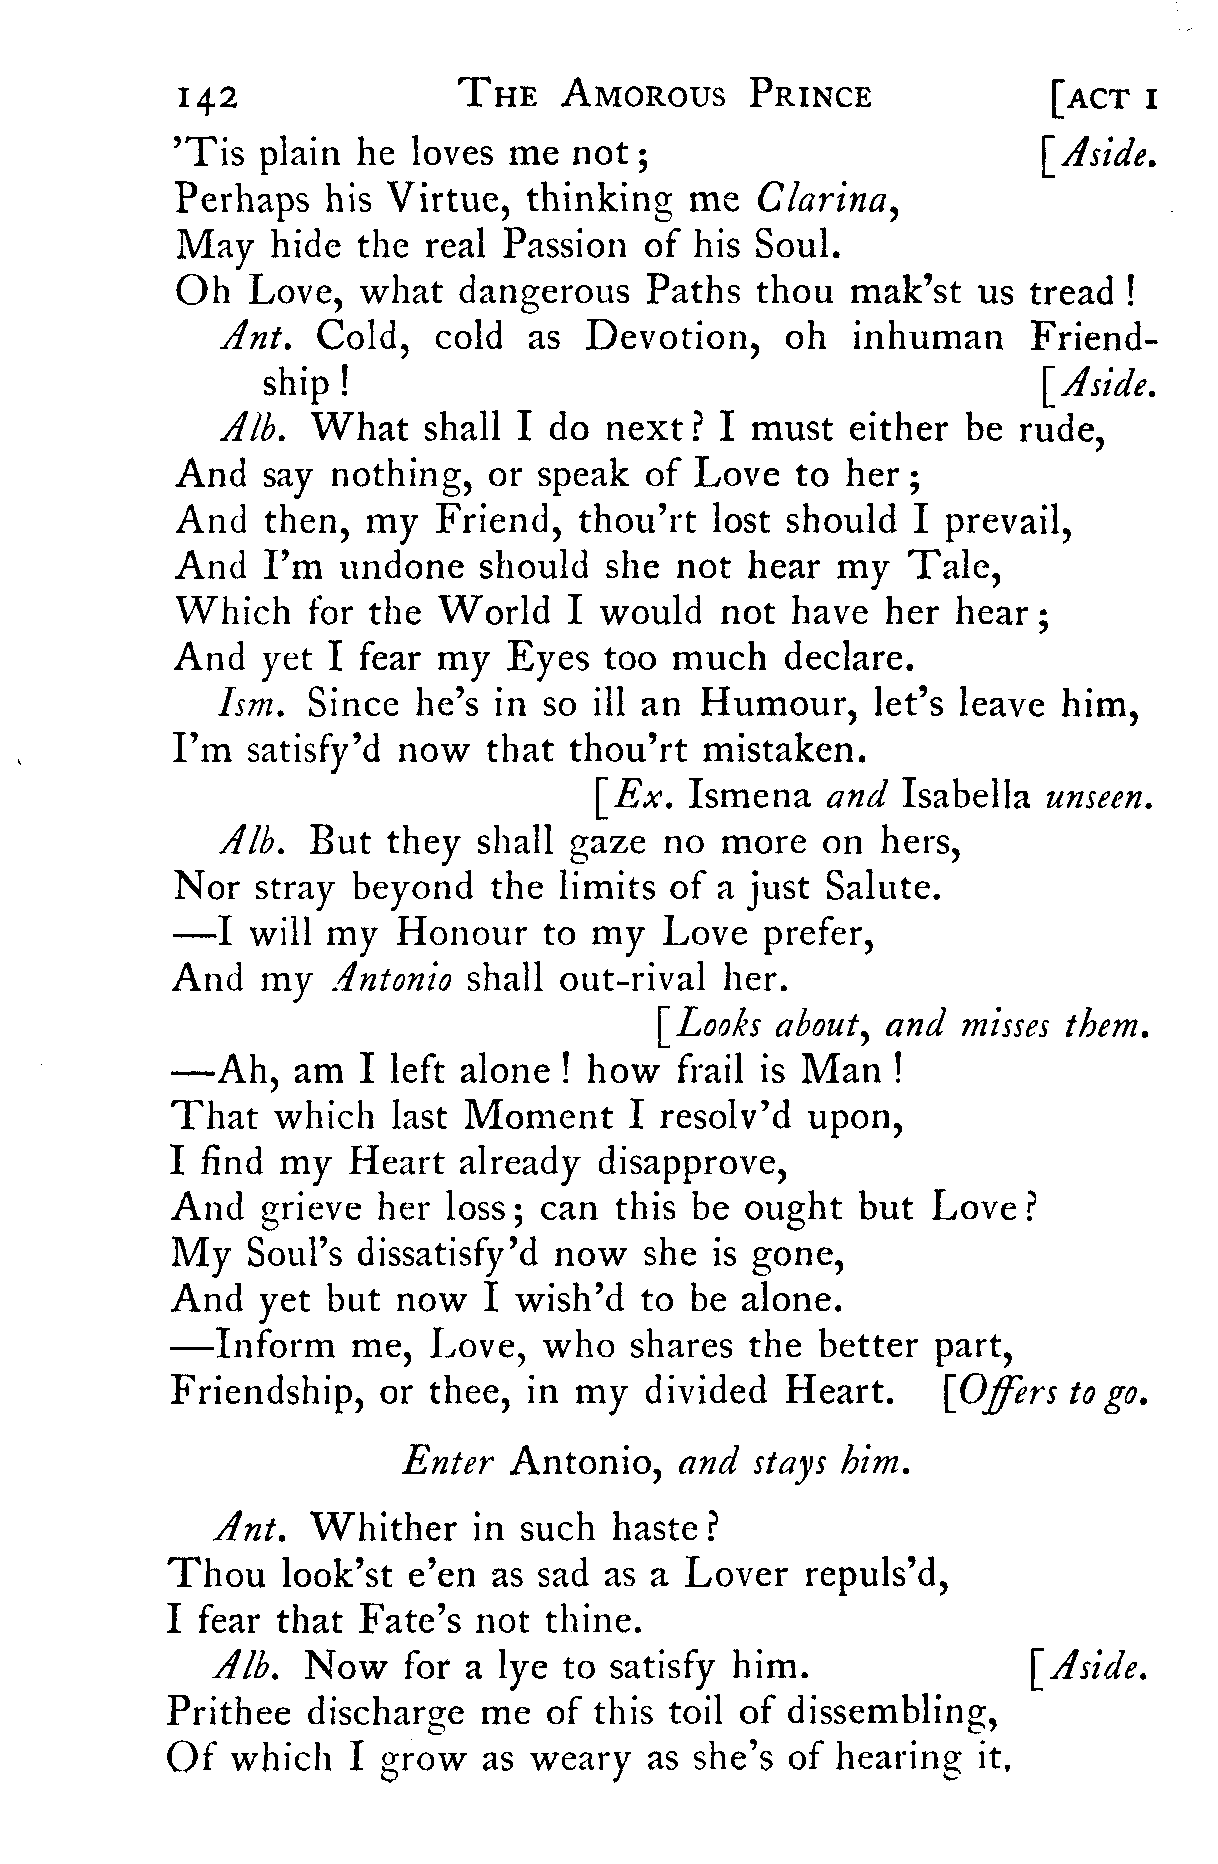 142 THE AMOROUS PRINCE [ACT I
’Tis plain he loves me not; [Aside.
Perhaps his Virtue, thinking me Clarina,
May hide the real Passion of his Soul.
Oh Love, what dangerous Paths thou mak’st us tread!
Ant. Cold, cold as Devotion, oh inhuman Friend-
ship! [Aside.
Alb. What shall I do next? I must either be rude,
And say nothing, or speak of Love to her;
And then, my Friend, thou’rt lost should I prevail,
And I’m undone should she not hear my Tale,
Which for the World I would not have her hear;
And yet I fear my Eyes too much declare.
Ism. Since he’s in so ill an Humour, let’s leave him,
I’m satisfy’d now that thou’rt mistaken.
[Ex. Ismena and Isabella unseen.
Alb. But they shall gaze no more on hers,
Nor stray beyond the limits of a just Salute.
—I will my Honour to my Love prefer,
And my Antonio shall out-rival her.
[Looks about, and misses them.
—Ah, am I left alone! how frail is Man!
That which last Moment I resolv’d upon,
I find my Heart already disapprove,
And grieve her loss; can this be ought but Love?
My Soul’s dissatisfy’d now she is gone,
And yet but now I wish’d to be alone.
—Inform me, Love, who shares the better part,
Friendship, or thee, in my divided Heart. [Offers to go.
Enter Antonio, and stays him.
Ant. Whither in such haste?
Thou look’st e’en as sad as a Lover repuls’d,
I fear that Fate’s not thine.
Alb. Now for a lye to satisfy him. [Aside.
Prithee discharge me of this toil of dissembling,
Of which I grow as weary as she’s of hearing it.